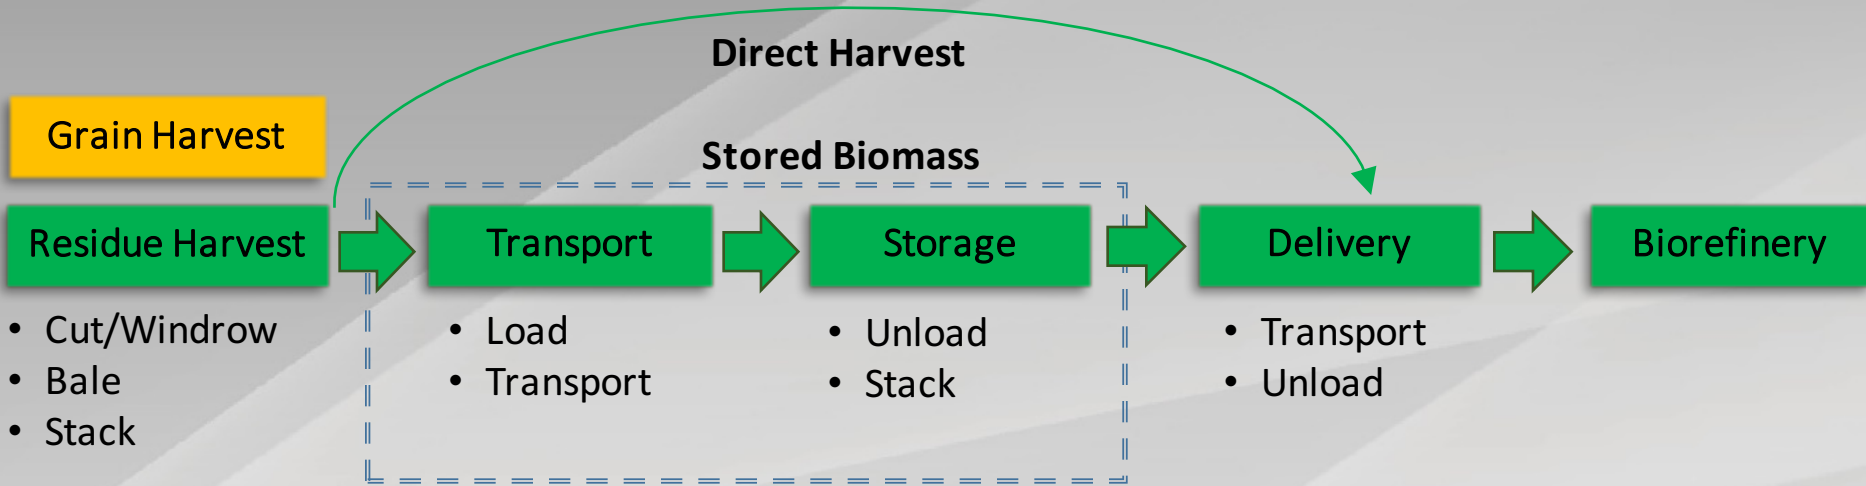 Direct Harvest
Grain Harvest
Stored Biomass
Residue Harvest
Transport
Storage
Delivery
Biorefinery
• Cut/Windrow
• Bale
• Stack
• Load
• Transport
• Unload
• Stack
• Transport
• Unload